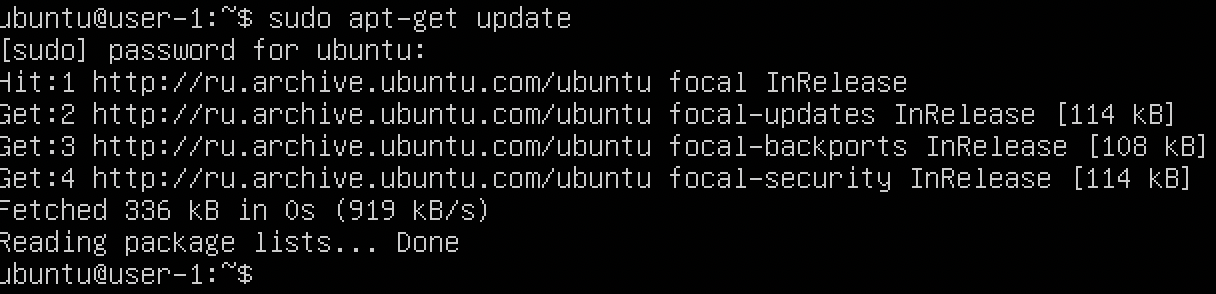 ubuntu@user-1:~$ sudo apt-get update
[sudo] password for ubuntu:
Hit:1 http://ru.archive.ubuntu.com/ubuntu focal InRelease
Get:2 http://ru.archive.ubuntu.com/ubuntu focal-updates InRelease [114 kB]
Get:3 http://ru.archive.ubuntu.com/ubuntu focal-backports InRelease [108 kB]
Get:4 http://ru.archive.ubuntu.com/ubuntu focal-security InRelease [114 kB]
Fetched 336 kB in 0s (919 kB/s)
Reading package lists... Done
ubuntu@user-1:~$